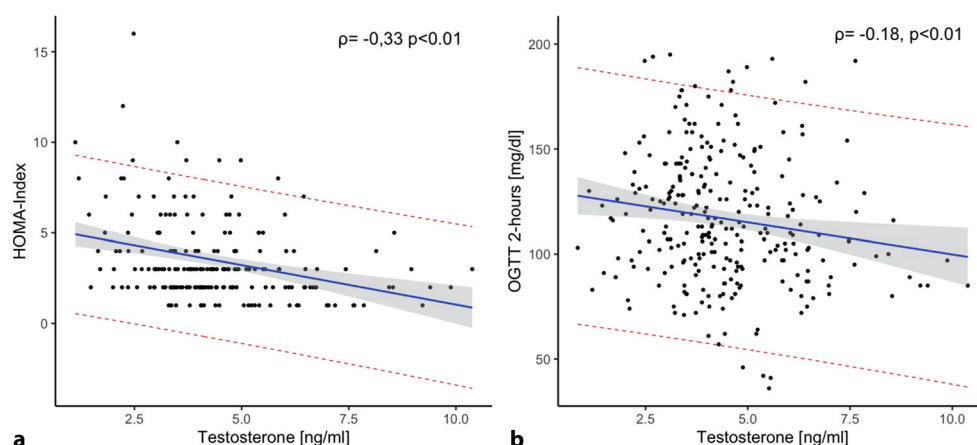 ρ= -0,33 p<0.01
15
10
5
0
HOMA-Index
2.5 5.0 7.5 10.0
Testosterone [ng/ml]
a
ρ= -0.18, p<0.01
200
150
100
50
OGTT 2-hours [mg/dl]
2.5 5.0 7.5 10.0
Testosterone [ng/ml]
b